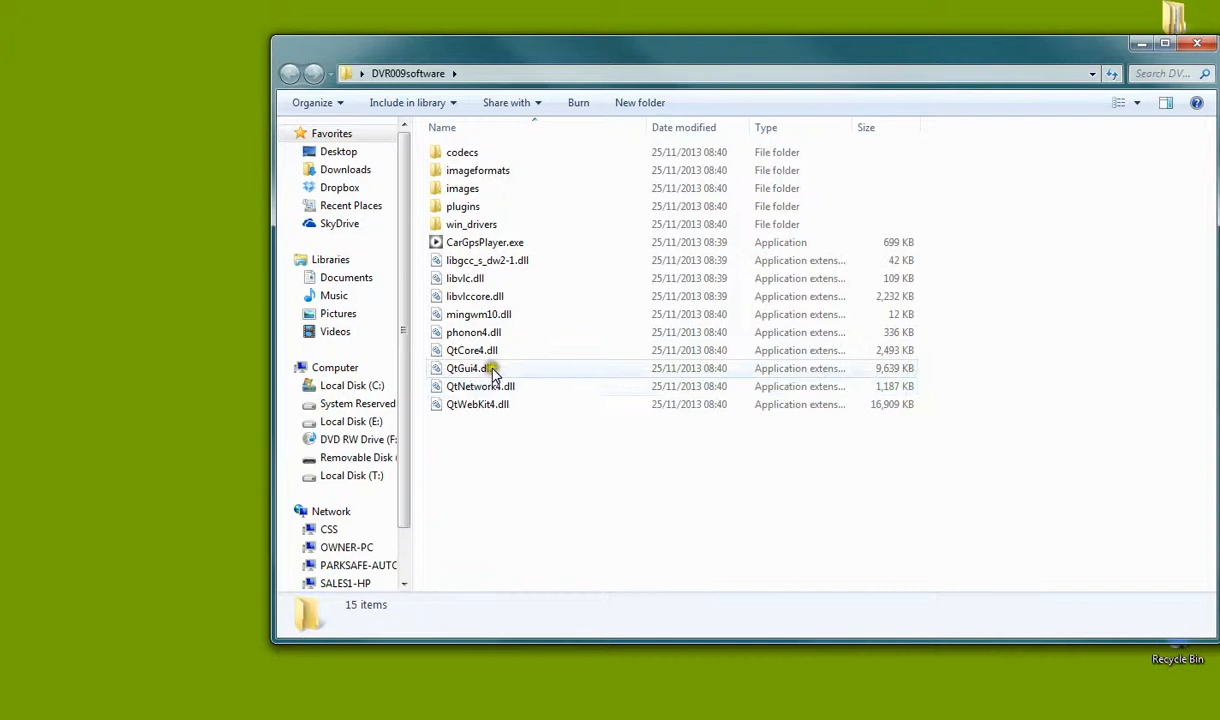 DVR009software
Search DV...
Organize Include in library Share with Burn New folder
Name Date modified Type Size
Favorites
Desktop
Downloads
Dropbox
Recent Places
SkyDrive
Libraries
Documents
Music
Pictures
Videos
Computer
Local Disk (C:)
System Reserved
Local Disk (E:)
DVD RW Drive (F:
Removable Disk (
Local Disk (T:)
Network
CSS
OWNER-PC
PARKSAFE-AUTO
SALES1-HP
codecs 25/11/2013 08:40 File folder
imageformats 25/11/2013 08:40 File folder
images 25/11/2013 08:40 File folder
plugins 25/11/2013 08:40 File folder
win_drivers 25/11/2013 08:40 File folder
CarGpsPlayer.exe 25/11/2013 08:39 Application 699 KB
libgcc_s_dw2-1.dll 25/11/2013 08:39 Application extens... 42 KB
libvlc.dll 25/11/2013 08:39 Application extens... 109 KB
libvlccore.dll 25/11/2013 08:39 Application extens... 2,232 KB
mingwm10.dll 25/11/2013 08:40 Application extens... 12 KB
phonon4.dll 25/11/2013 08:40 Application extens... 336 KB
QtCore4.dll 25/11/2013 08:40 Application extens... 2,493 KB
QtGui4.dll 25/11/2013 08:40 Application extens... 9,639 KB
QtNetwork4.dll 25/11/2013 08:40 Application extens... 1,187 KB
QtWebKit4.dll 25/11/2013 08:40 Application extens... 16,909 KB
15 items
Recycle Bin